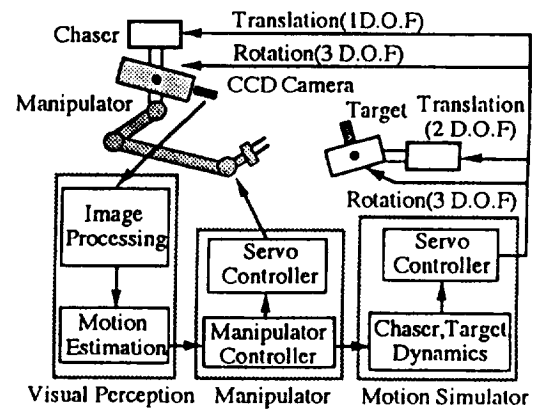 Translation(1D.O.F)
Chaser
Rotation(3 D.O.F)
CCD Camera
Manipulator
Target
Translation
(2 D.O.F)
Rotation(3 D.O.F)
Image
Processing
Servo
Controller
Servo
Controller
Motion
Estimation
Manipulator
Controller
Chaser,Target
Dynamics
Visual Perception
Manipulator
Motion Simulator